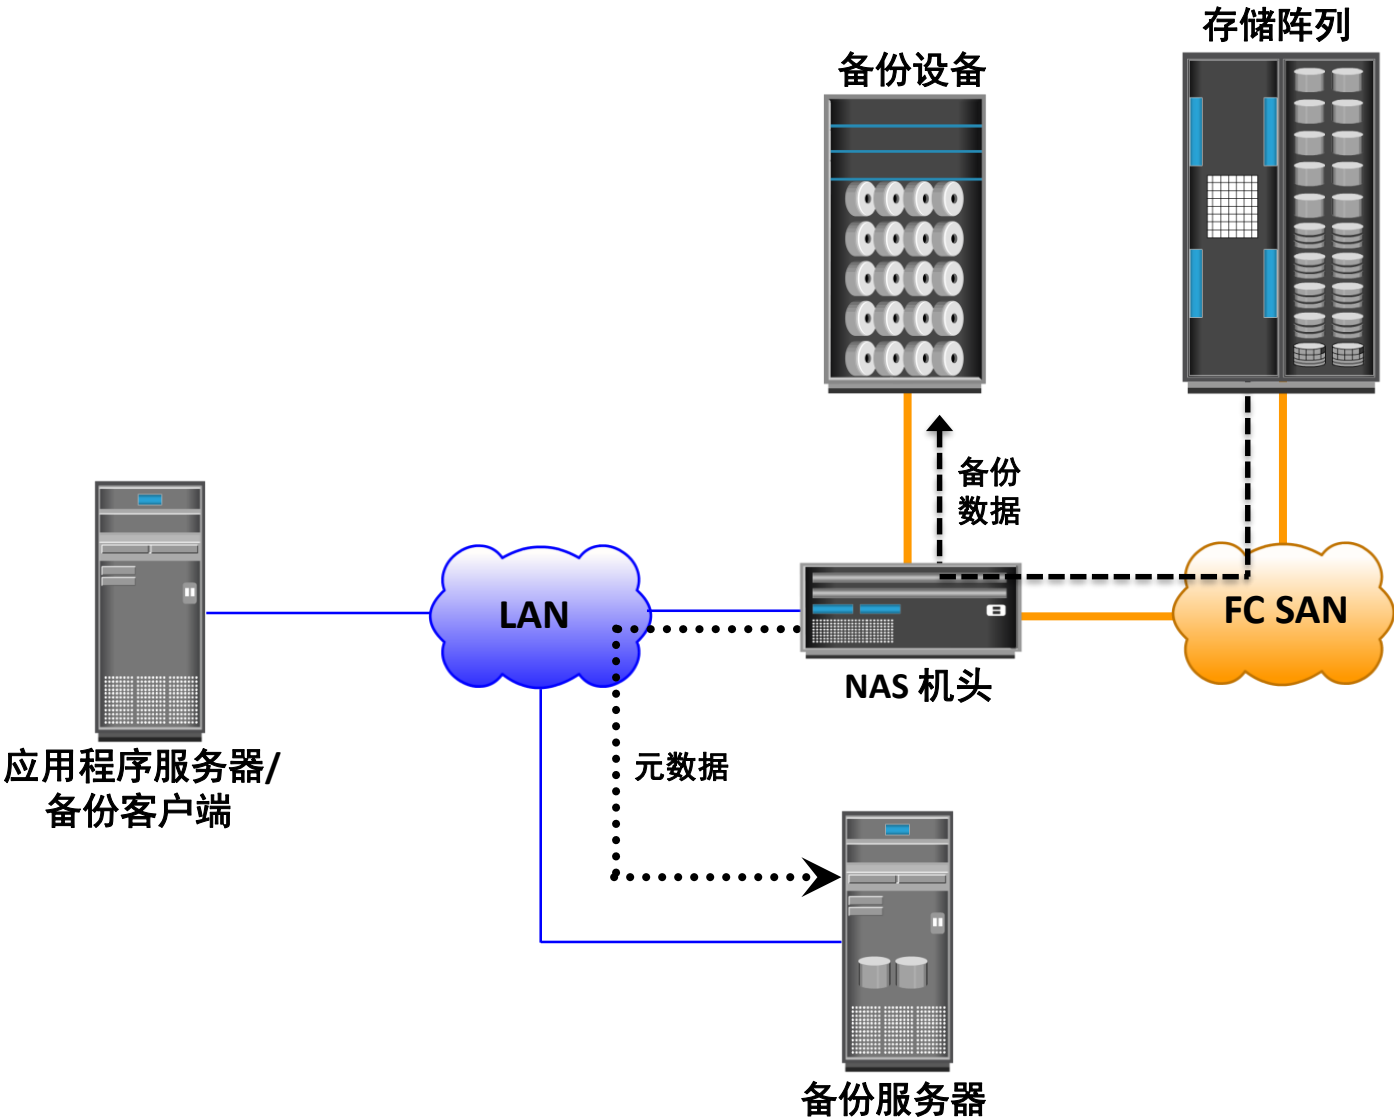 存储阵列
备份设备
备份
数据
LAN
FC SAN
NAS 机头
元数据
应用程序服务器/
备份客户端
备份服务器